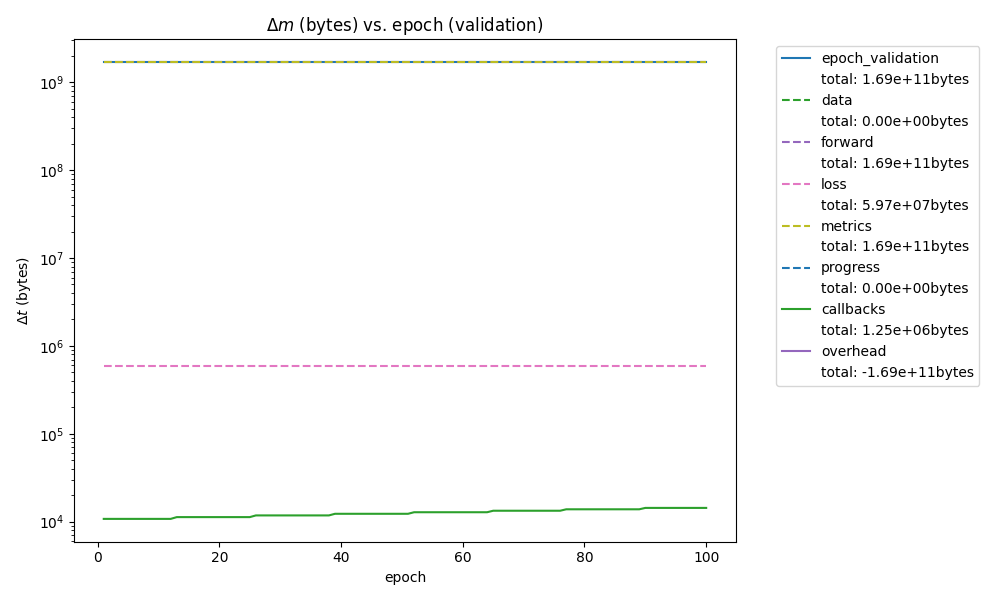 Δm (bytes) vs. epoch (validation)
10⁹
10⁸
10⁷
10⁶
10⁵
10⁴
Δt (bytes)
0 20 40 60 80 100
epoch
epoch_validation
total: 1.69e+11bytes
data
total: 0.00e+00bytes
forward
total: 1.69e+11bytes
loss
total: 5.97e+07bytes
metrics
total: 1.69e+11bytes
progress
total: 0.00e+00bytes
callbacks
total: 1.25e+06bytes
overhead
total: -1.69e+11bytes